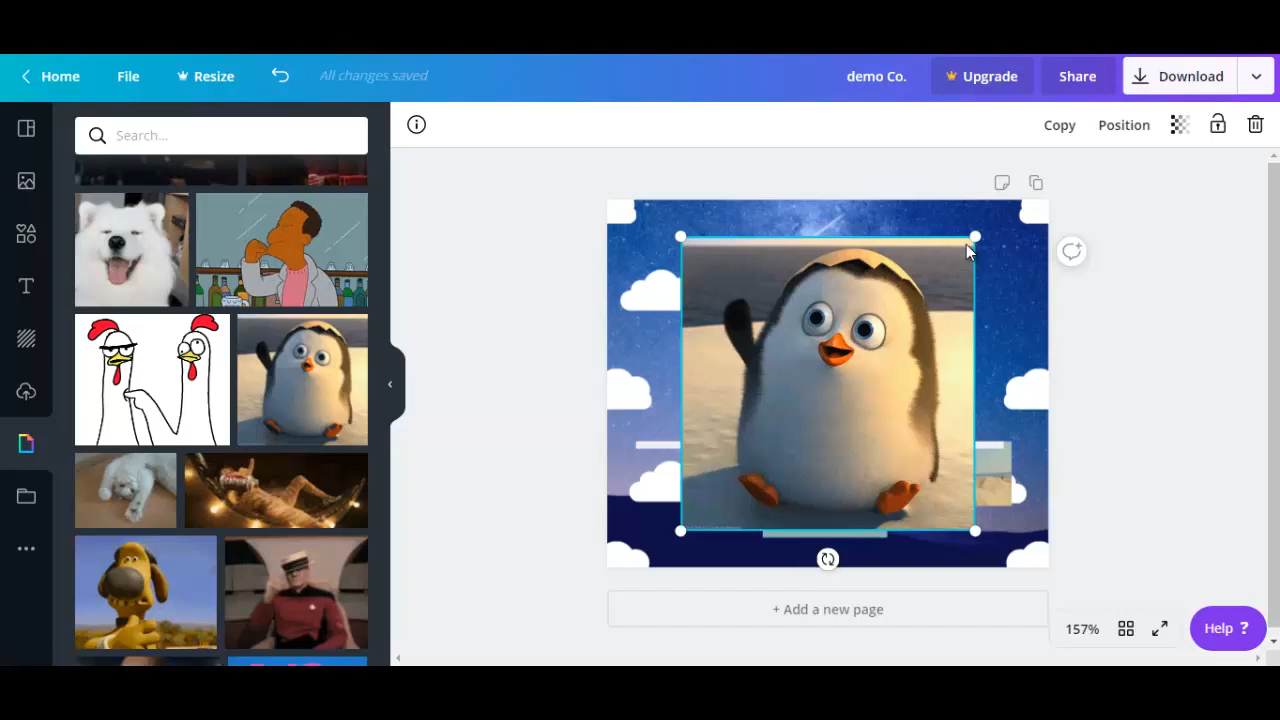 Home File Resize All changes saved demo Co. Upgrade Share Download
Search...
Copy Position
+ Add a new page
157% Help ?